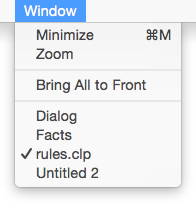 Window
Minimize ⌘M
Zoom
Bring All to Front
Dialog
Facts
✓ rules.clp
Untitled 2